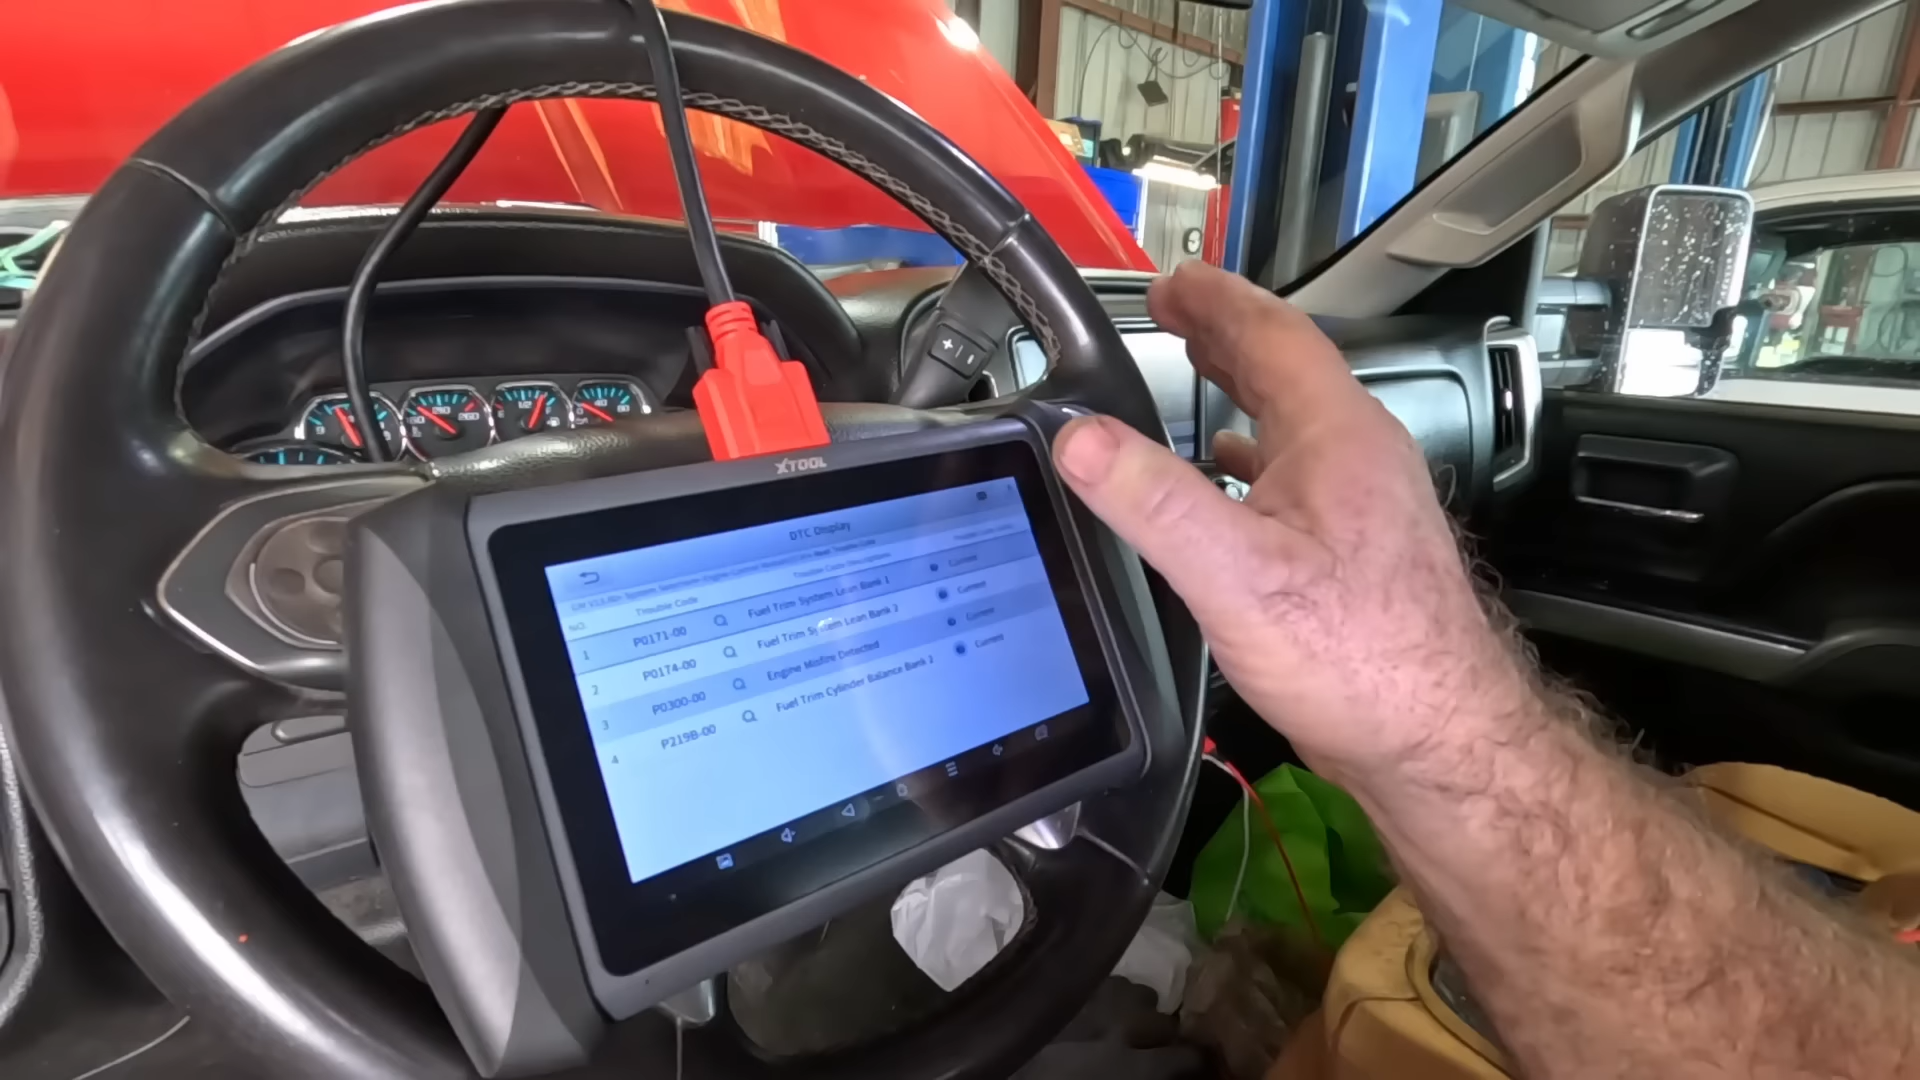 XTOOL
DTC Display
NO. Trouble Code Trouble Code Description
1 P0171-00 Fuel Trim System Lean Bank 1 Current
2 P0174-00 Fuel Trim System Lean Bank 2 Current
3 P0300-00 Engine Misfire Detected Current
4 P219B-00 Fuel Trim Cylinder Balance Bank 2 Current